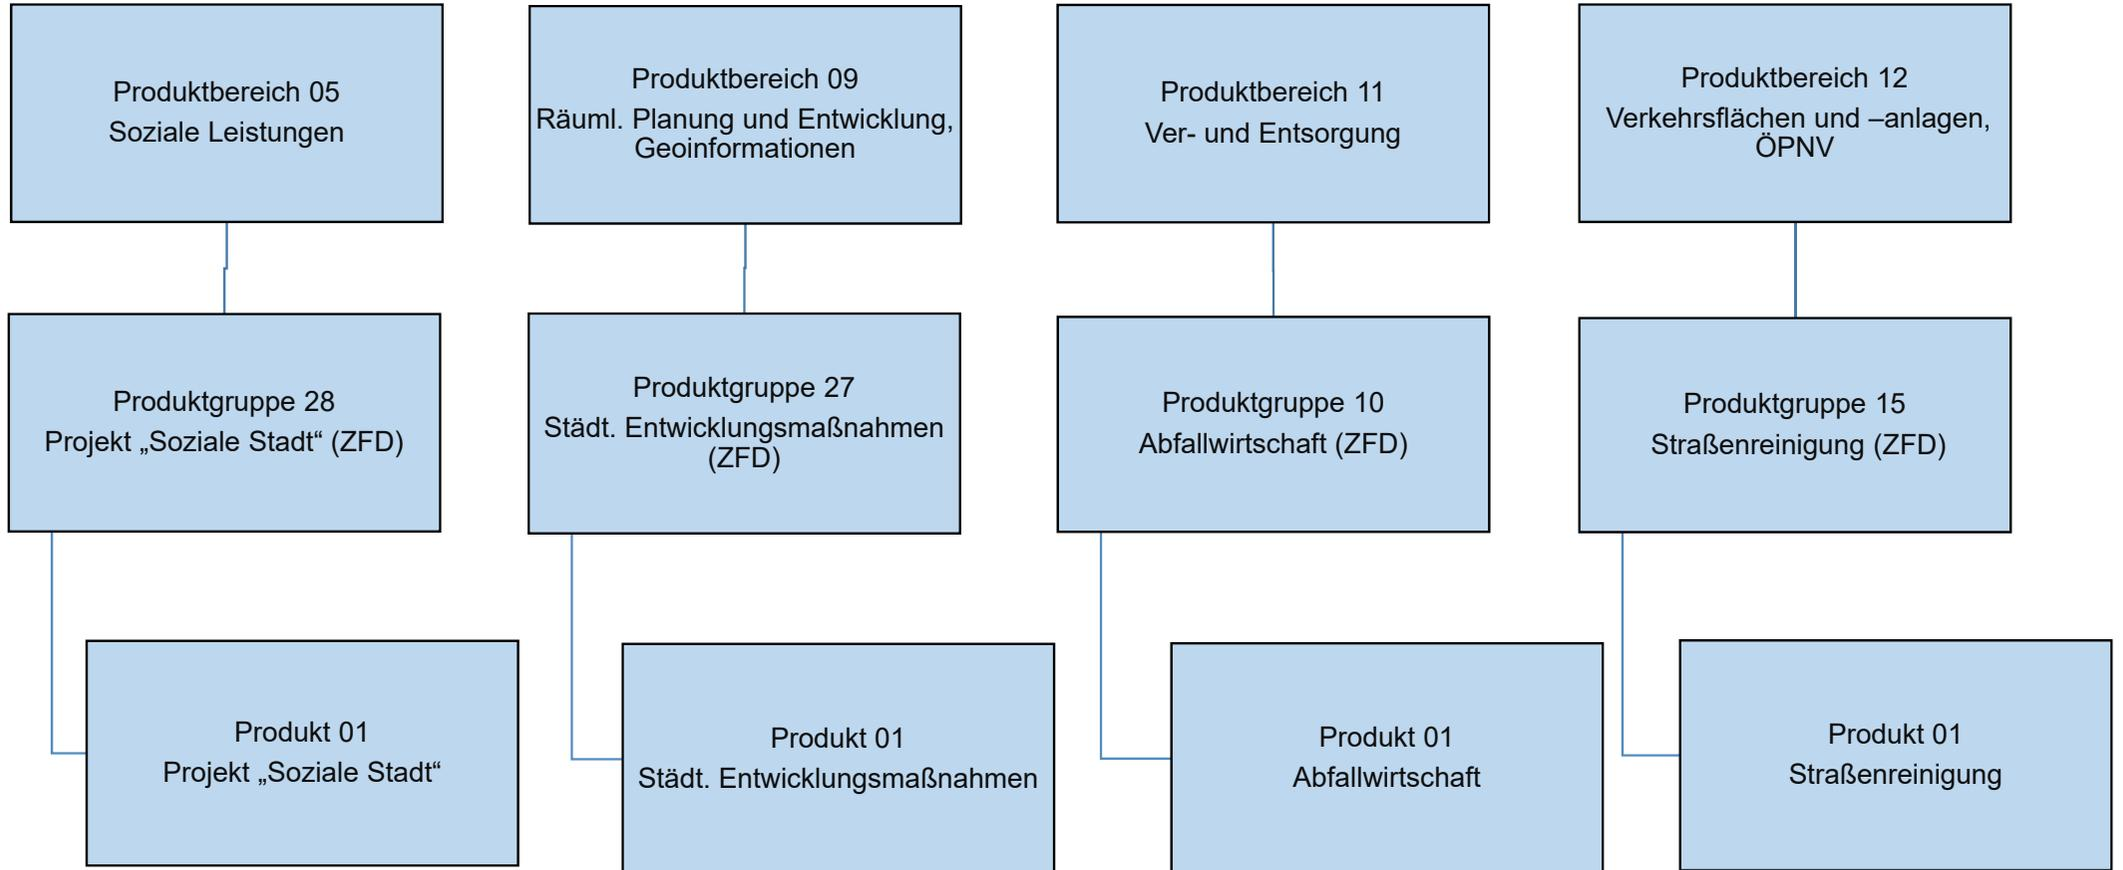 Produktbereich 05
Soziale Leistungen
Produktbereich 09
Räuml. Planung und Entwicklung,
Geoinformationen
Produktbereich 11
Ver- und Entsorgung
Produktbereich 12
Verkehrsflächen und –anlagen,
ÖPNV
Produktgruppe 28
Projekt „Soziale Stadt“ (ZFD)
Produktgruppe 27
Städt. Entwicklungsmaßnahmen
(ZFD)
Produktgruppe 10
Abfallwirtschaft (ZFD)
Produktgruppe 15
Straßenreinigung (ZFD)
Produkt 01
Projekt „Soziale Stadt“
Produkt 01
Städt. Entwicklungsmaßnahmen
Produkt 01
Abfallwirtschaft
Produkt 01
Straßenreinigung